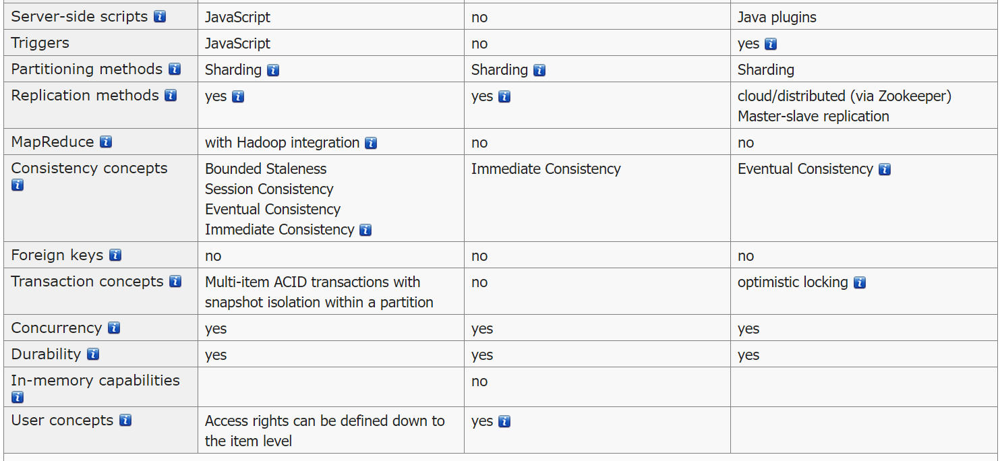 Server-side scripts JavaScript no Java plugins
Triggers JavaScript no yes
Partitioning methods Sharding Sharding Sharding
Replication methods yes yes cloud/distributed (via Zookeeper)
Master-slave replication
MapReduce with Hadoop integration no no
Consistency concepts Bounded Staleness Immediate Consistency Eventual Consistency
Session Consistency
Eventual Consistency
Immediate Consistency
Foreign keys no no no
Transaction concepts Multi-item ACID transactions with no optimistic locking
snapshot isolation within a partition
Concurrency yes yes yes
Durability yes yes yes
In-memory capabilities no
User concepts Access rights can be defined down to yes
the item level